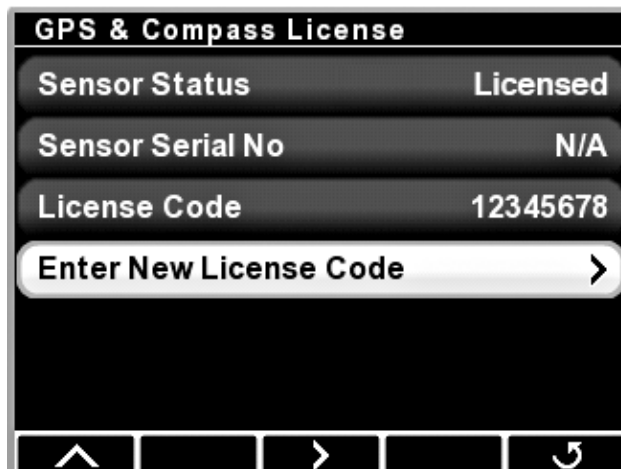 GPS & Compass License
Sensor Status Licensed
Sensor Serial No N/A
License Code 12345678
Enter New License Code >